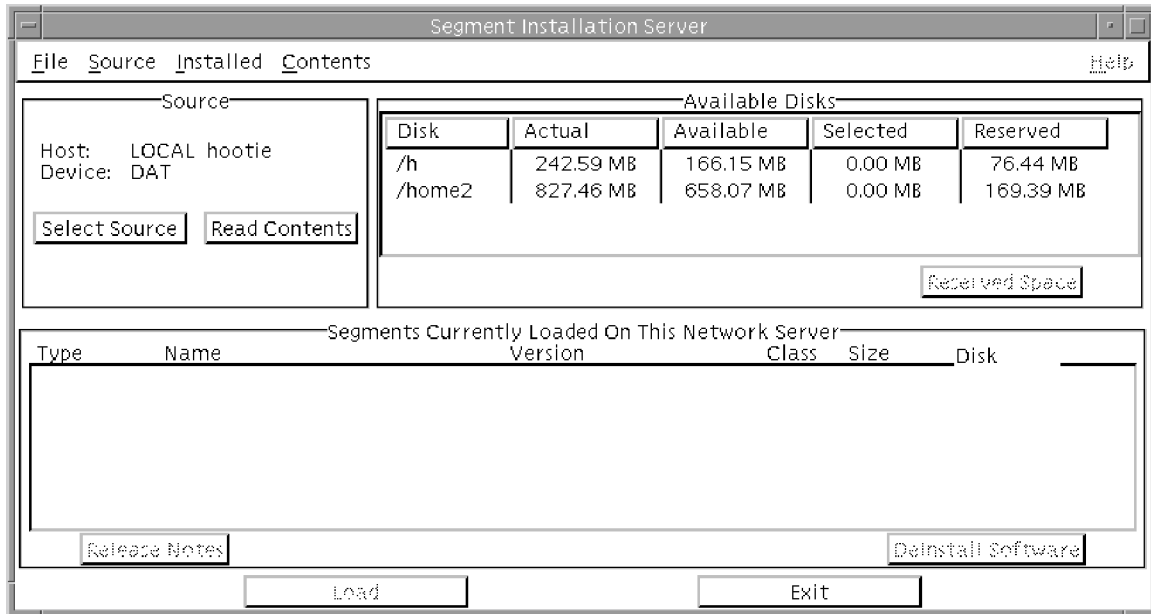 Segment Installation Server
File Source Installed Contents Help
Source
Host: LOCAL hootie
Device: DAT
Select Source Read Contents
Available Disks
Disk Actual Available Selected Reserved
/h 242.59 MB 166.15 MB 0.00 MB 76.44 MB
/home2 827.46 MB 658.07 MB 0.00 MB 169.39 MB
Reserved Space
Segments Currently Loaded On This Network Server
Type Name Version Class Size Disk
Release Notes Deinstall Software
Load Exit